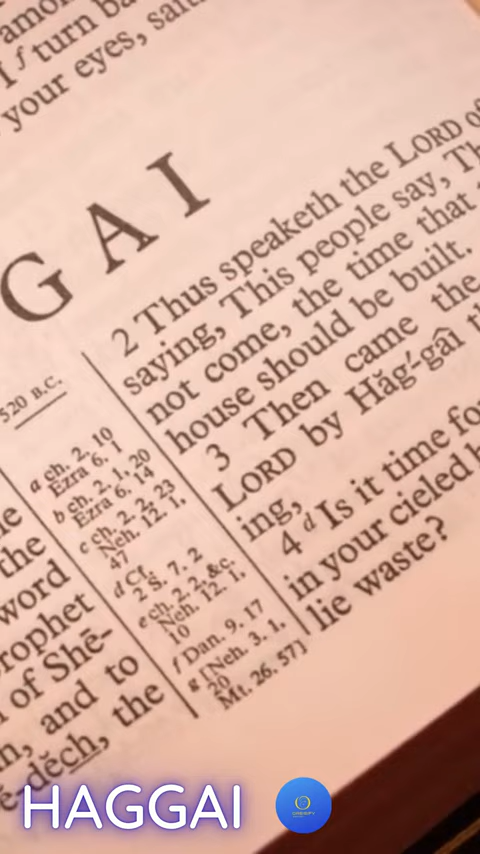 amon
I f turn ba
your eyes, saith
GAI
520 B.C.
a ch. 2. 10
Ezra 6. 1
b ch. 2. 1, 20
Ezra 6. 14
c ch. 2. 2, 23
Neh. 12. 1,
47
d Cf.
2 S. 7. 2
e ch. 2. 2, &c.
Neh. 12. 1,
10
f Dan. 9. 17
g [Neh. 3. 1,
20
Mt. 26. 57]
the
word
rophet
of Shē-
n, and to
ē-dĕch, the
2 Thus speaketh the LORD of
saying, This people say, Th
not come, the time that
house should be built.
3 Then came the
LORD by Hăg´-gāī t
ing,
4 d Is it time for
in your cieled h
lie waste?
HAGGAI